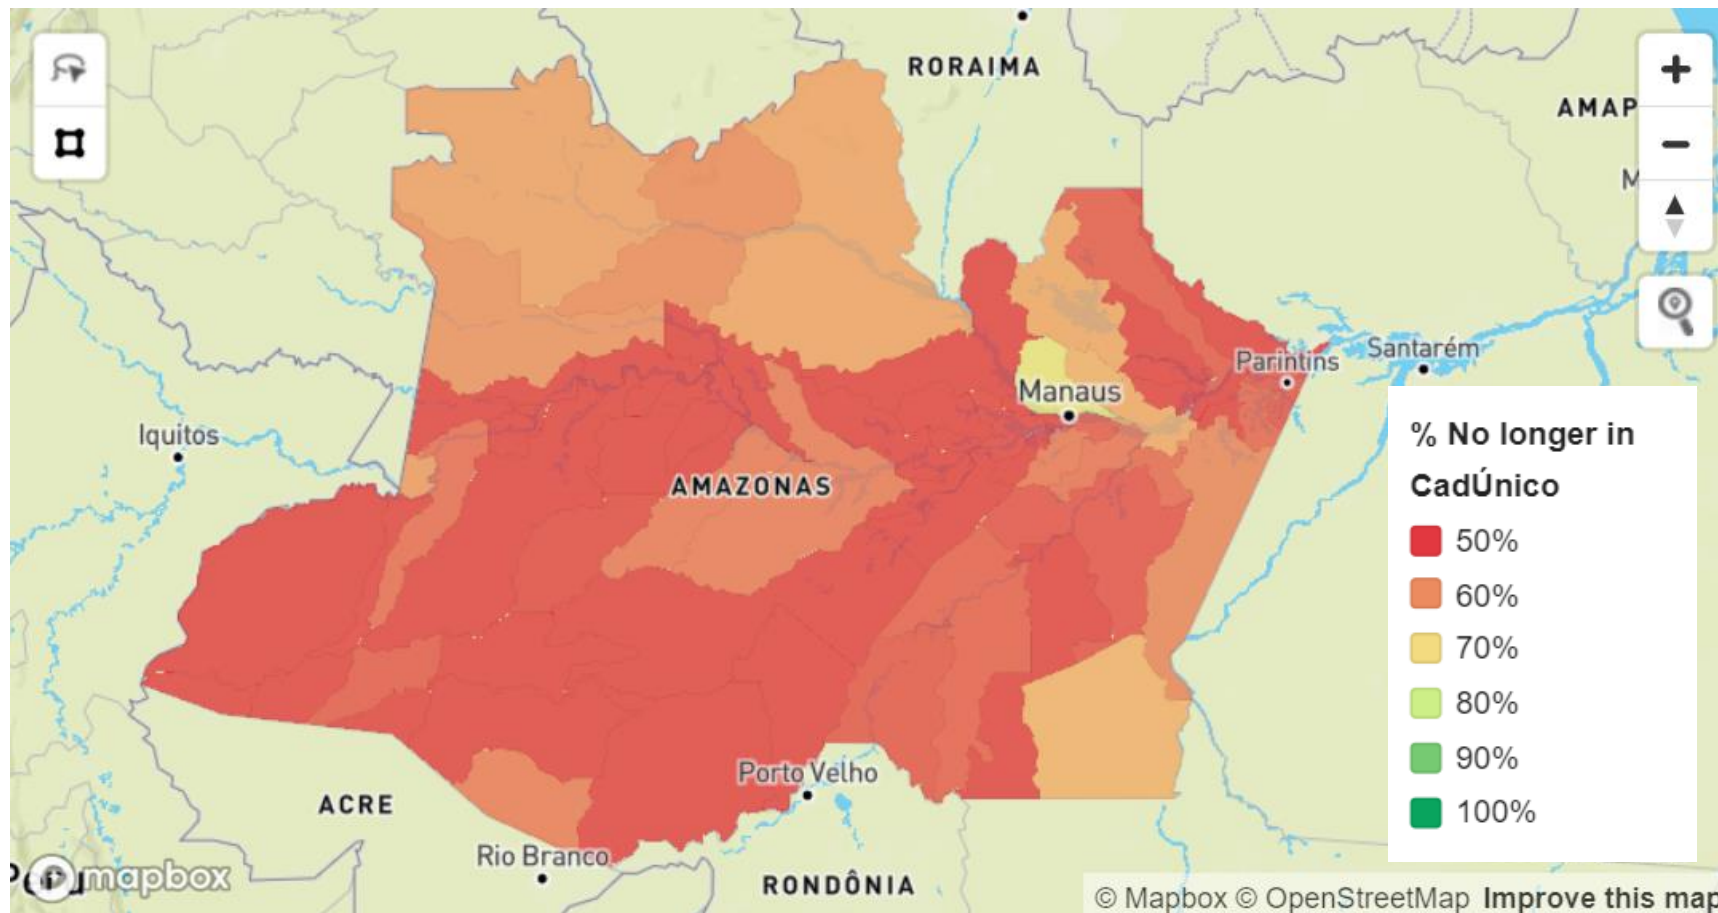 RORAIMA
AMAP
M
Parintins
Santarém
Manaus
Iquitos
AMAZONAS
Porto Velho
ACRE
Rio Branco
RONDÔNIA
% No longer in
CadÚnico
50%
60%
70%
80%
90%
100%
mapbox
© Mapbox © OpenStreetMap Improve this map